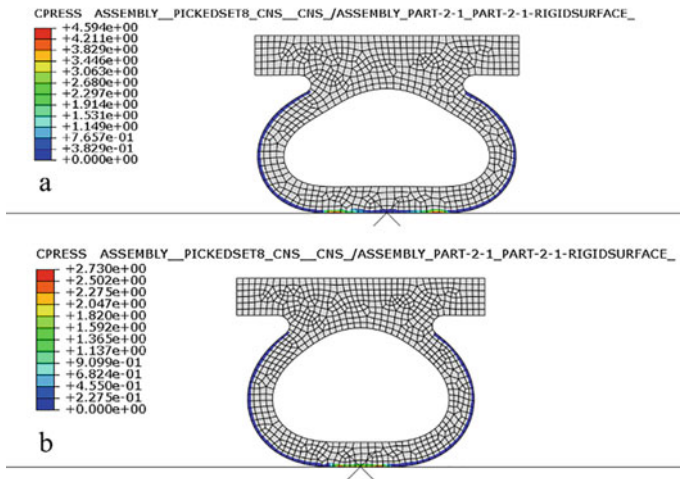 CPRESS ASSEMBLY__PICKEDSET8_CNS__CNS_/ASSEMBLY_PART-2-1_PART-2-1-RIGIDSURFACE_
+4.594e+00
+4.211e+00
+3.829e+00
+3.446e+00
+3.063e+00
+2.680e+00
+2.297e+00
+1.914e+00
+1.531e+00
+1.149e+00
+7.657e-01
+3.829e-01
+0.000e+00
a
CPRESS ASSEMBLY__PICKEDSET8_CNS__CNS_/ASSEMBLY_PART-2-1_PART-2-1-RIGIDSURFACE_
+2.730e+00
+2.502e+00
+2.275e+00
+2.047e+00
+1.820e+00
+1.592e+00
+1.365e+00
+1.137e+00
+9.099e-01
+6.824e-01
+4.550e-01
+2.275e-01
+0.000e+00
b